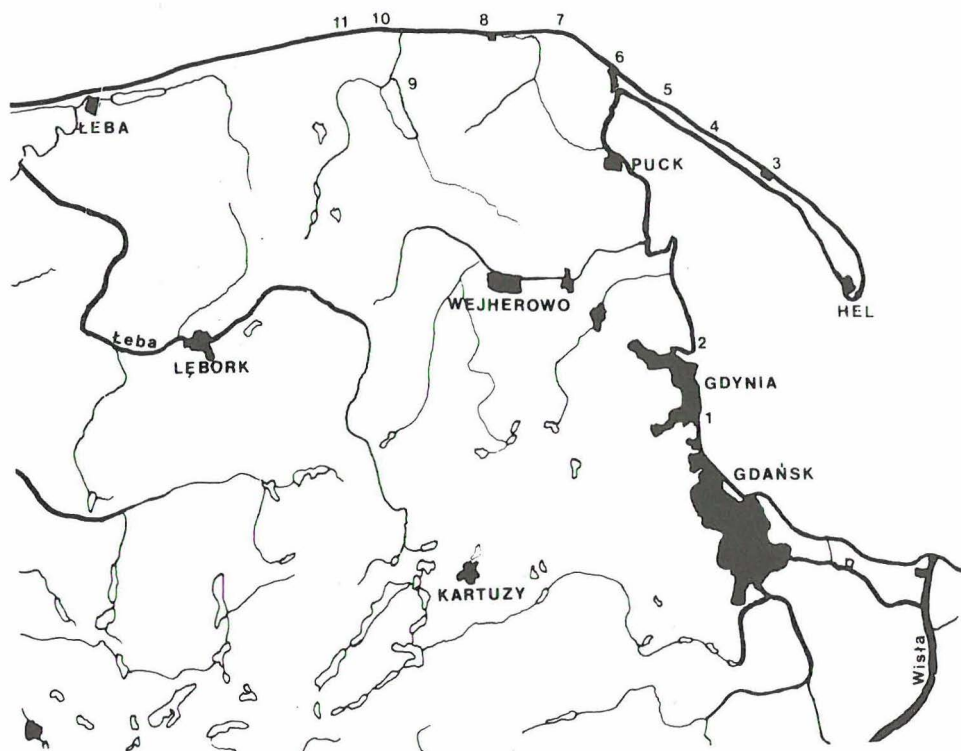 11 10 8 7
6
9
5
ŁEBA
4
PUCK
3
WEJHEROWO
HEL
Łeba
LĘBORK
2
GDYNIA
1
GDAŃSK
KARTUZY
Wisła